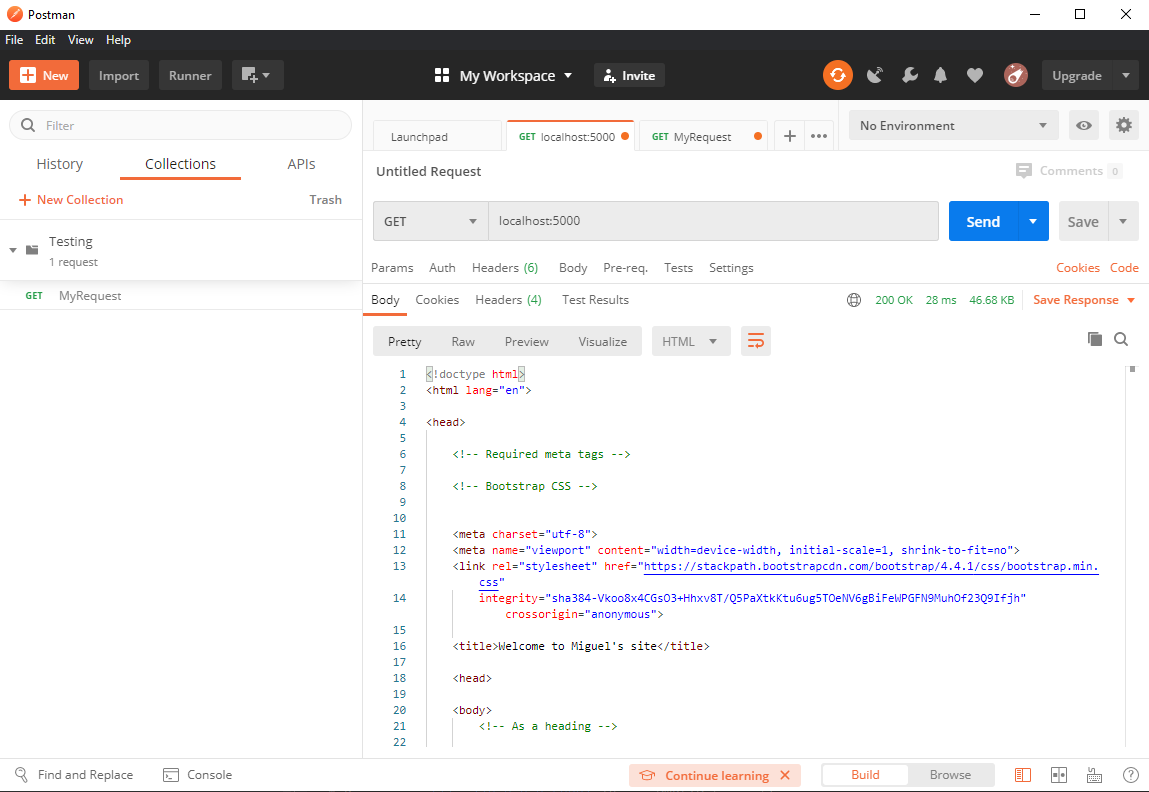 Postman
File Edit View Help
New Import Runner My Workspace Invite Upgrade
Filter
History Collections APIs
New Collection Trash
Testing
1 request
GET MyRequest
Launchpad GET localhost:5000 GET MyRequest No Environment
Untitled Request Comments 0
GET localhost:5000 Send Save
Params Auth Headers (6) Body Pre-req. Tests Settings Cookies Code
Body Cookies Headers (4) Test Results 200 OK 28 ms 46.68 KB Save Response
Pretty Raw Preview Visualize HTML
1 <!doctype html>
2 <html lang="en">
3
4 <head>
5
6 <!-- Required meta tags -->
7
8 <!-- Bootstrap CSS -->
9
10
11 <meta charset="utf-8">
12 <meta name="viewport" content="width=device-width, initial-scale=1, shrink-to-fit=no">
13 <link rel="stylesheet" href="https://stackpath.bootstrapcdn.com/bootstrap/4.4.1/css/bootstrap.min.
css"
14 integrity="sha384-Vkoo8x4CGsO3+Hhxv8T/Q5PaXtkKtu6ug5TOeNV6gBiFeWPGFN9MuhOf23Q9Ifjh"
crossorigin="anonymous">
15
16 <title>Welcome to Miguel's site</title>
17
18 <head>
19
20 <body>
21 <!-- As a heading -->
22
Find and Replace Console Continue learning Build Browse